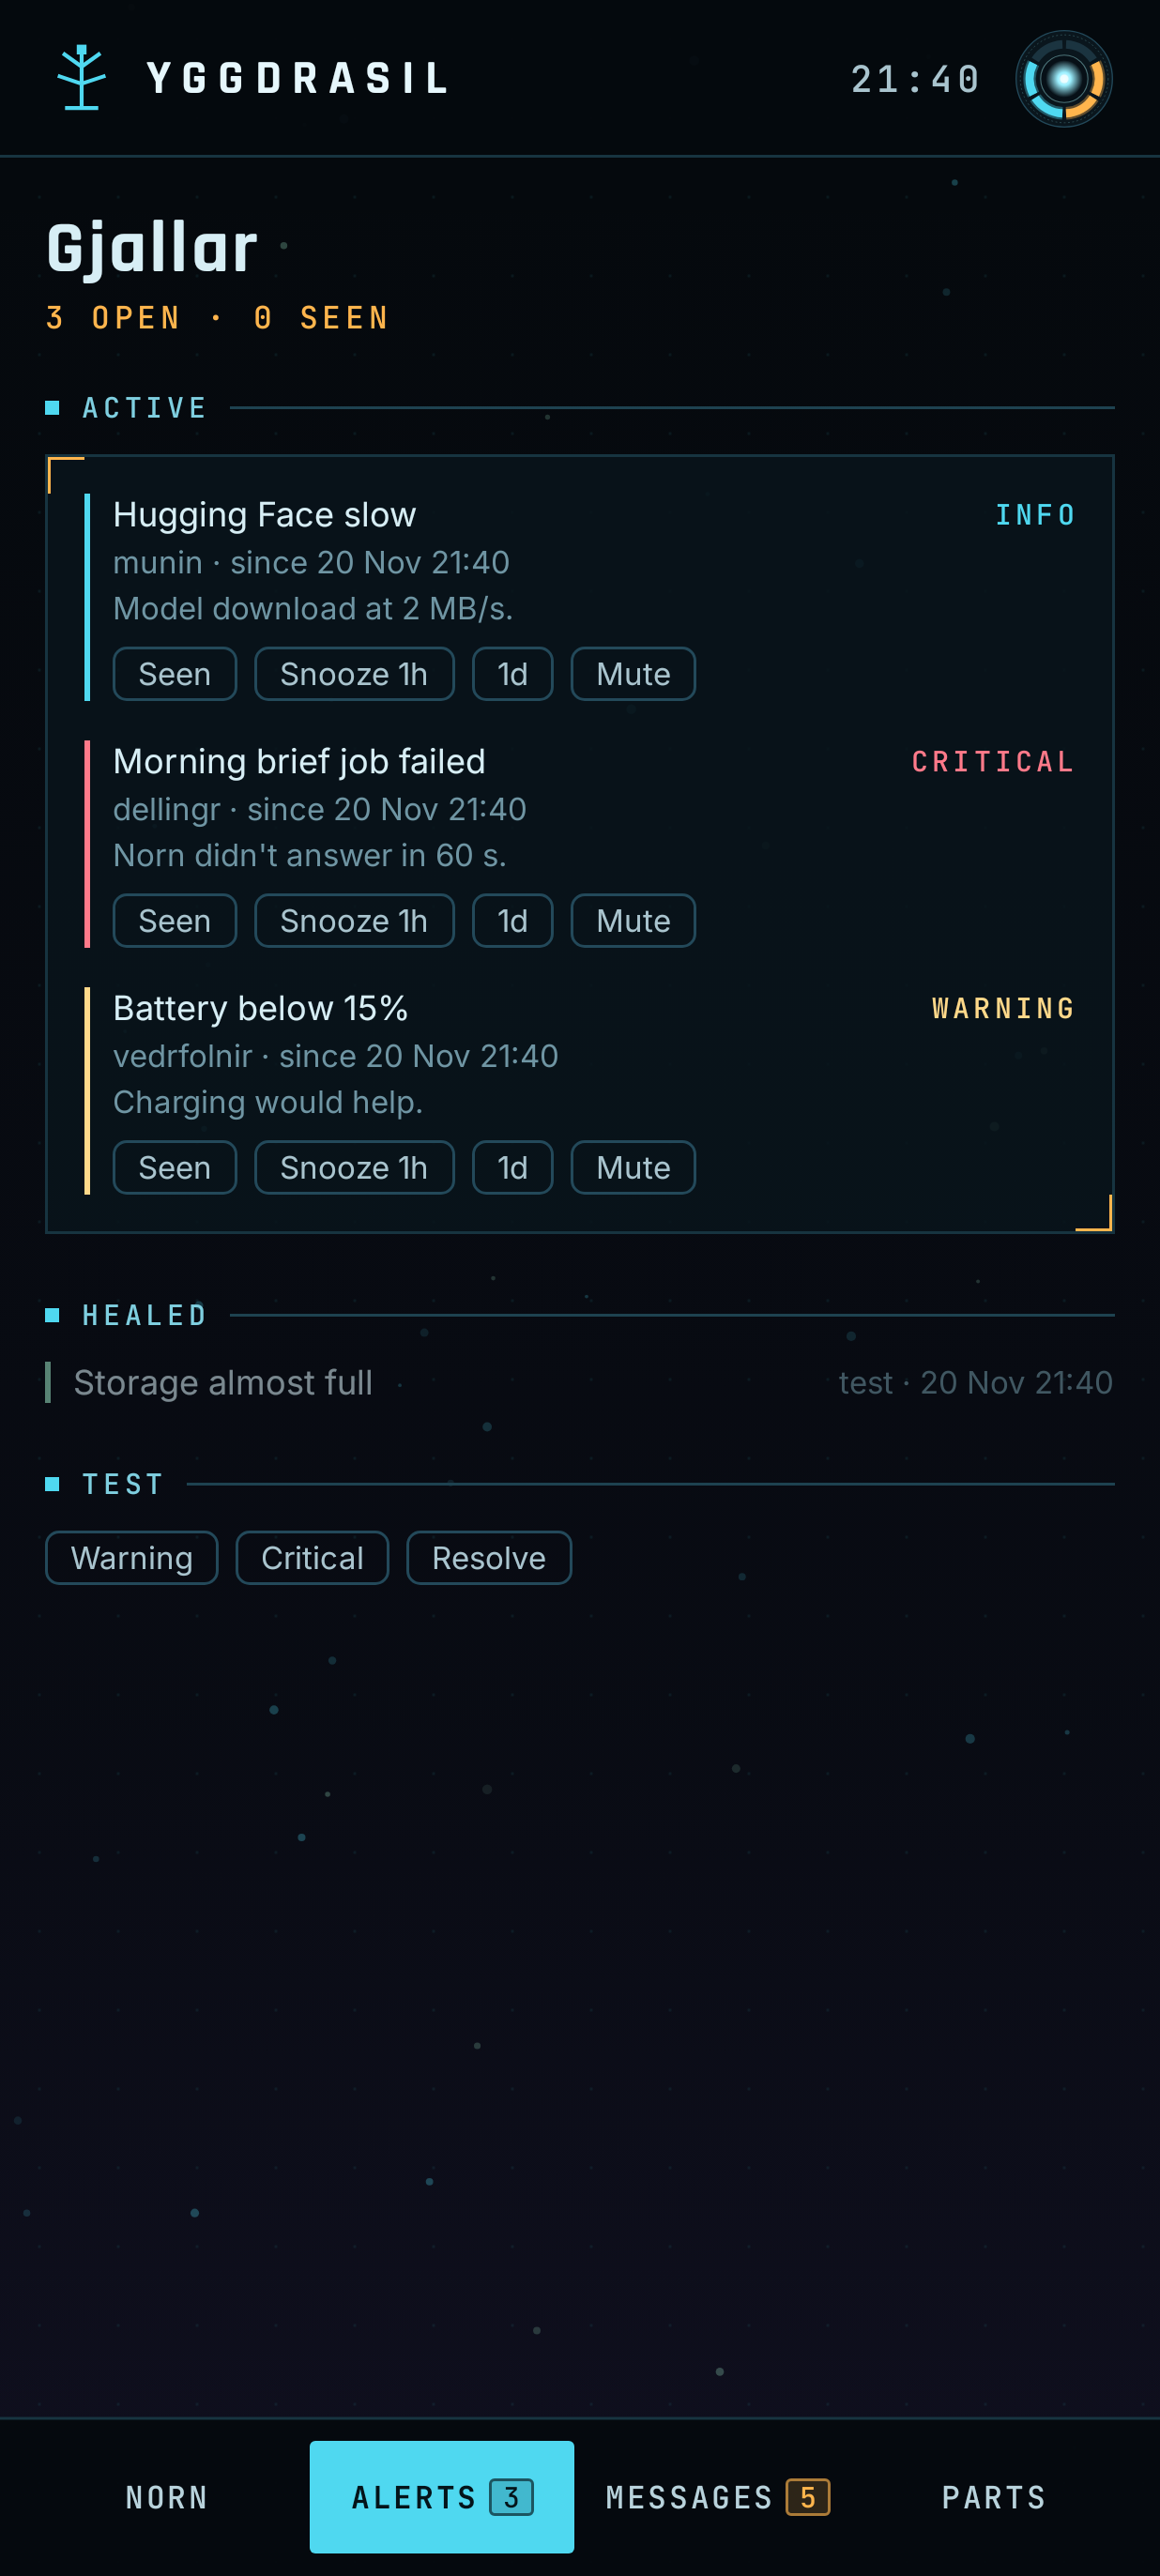 YGGDRASIL 21:40
Gjallar
3 OPEN · 0 SEEN
ACTIVE
Hugging Face slow INFO
munin · since 20 Nov 21:40
Model download at 2 MB/s.
Seen Snooze 1h 1d Mute
Morning brief job failed CRITICAL
dellingr · since 20 Nov 21:40
Norn didn't answer in 60 s.
Seen Snooze 1h 1d Mute
Battery below 15% WARNING
vedrfolnir · since 20 Nov 21:40
Charging would help.
Seen Snooze 1h 1d Mute
HEALED
Storage almost full test · 20 Nov 21:40
TEST
Warning Critical Resolve
NORN ALERTS 3 MESSAGES 5 PARTS